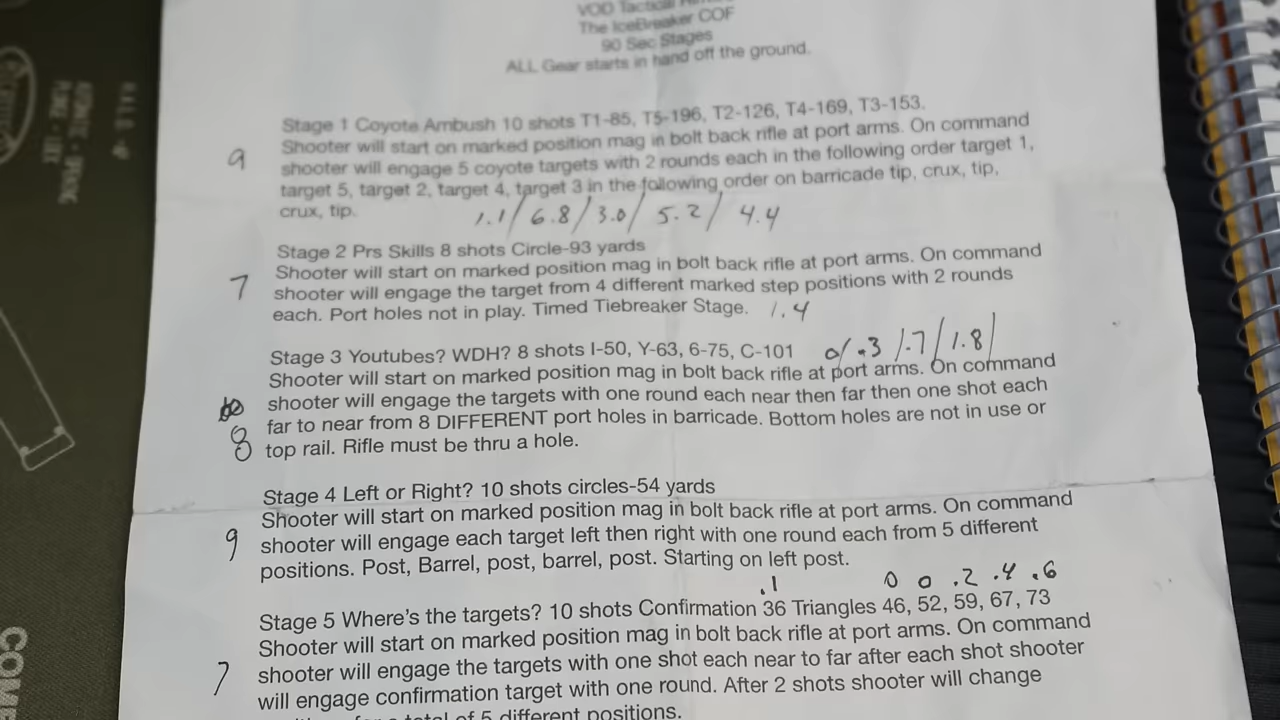 VOD Tactical
The IceBreaker COF
90 Sec Stages
ALL Gear starts in hand off the ground.
Stage 1 Coyote Ambush 10 shots T1-85, T5-196, T2-126, T4-169, T3-153.
Shooter will start on marked position mag in bolt back rifle at port arms. On command
9 shooter will engage 5 coyote targets with 2 rounds each in the following order target 1,
target 5, target 2, target 4, target 3 in the following order on barricade tip, crux, tip,
crux, tip.
1.1/ 6.8/ 3.0/ 5.2/ 4.4
Stage 2 Prs Skills 8 shots Circle-93 yards
Shooter will start on marked position mag in bolt back rifle at port arms. On command
7 shooter will engage the target from 4 different marked step positions with 2 rounds
each. Port holes not in play. Timed Tiebreaker Stage. 1.4
Stage 3 Youtubes? WDH? 8 shots I-50, Y-63, 6-75, C-101 0/ .3 /.7/ 1.8/
Shooter will start on marked position mag in bolt back rifle at port arms. On command
shooter will engage the targets with one round each near then far then one shot each
far to near from 8 DIFFERENT port holes in barricade. Bottom holes are not in use or
8 top rail. Rifle must be thru a hole.
Stage 4 Left or Right? 10 shots circles-54 yards
Shooter will start on marked position mag in bolt back rifle at port arms. On command
9 shooter will engage each target left then right with one round each from 5 different
positions. Post, Barrel, post, barrel, post. Starting on left post.
.1 0 0 .2 .4 .6
Stage 5 Where's the targets? 10 shots Confirmation 36 Triangles 46, 52, 59, 67, 73
Shooter will start on marked position mag in bolt back rifle at port arms. On command
7 shooter will engage the targets with one shot each near to far after each shot shooter
will engage confirmation target with one round. After 2 shots shooter will change
total of 5 different positions.
COM